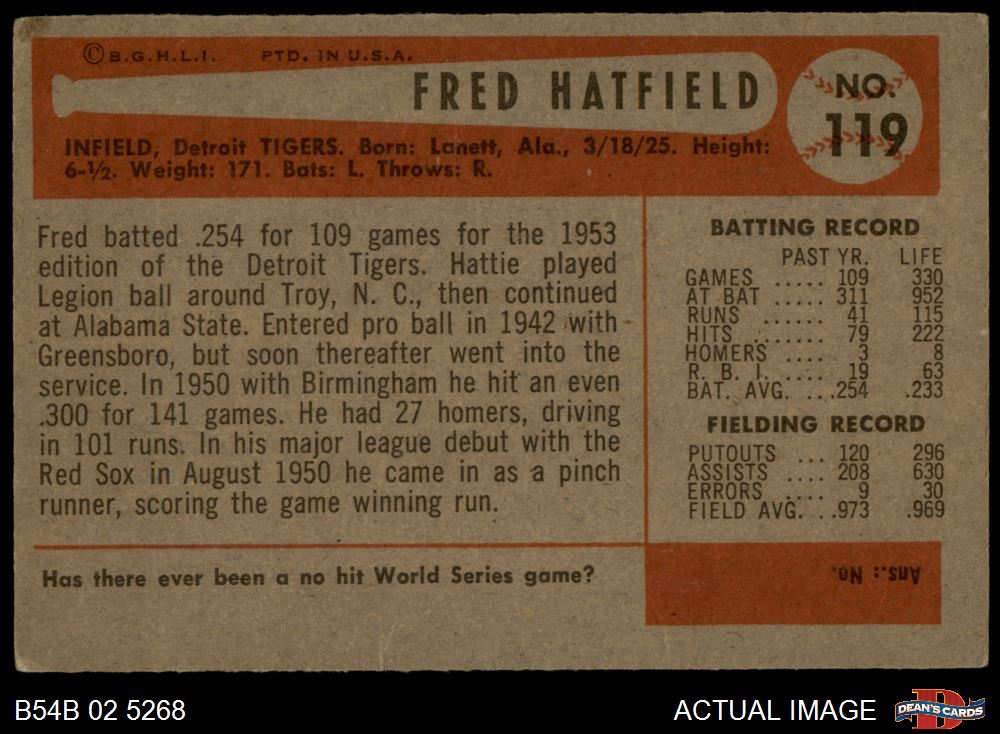 ©B.G.H.L.I. PTD. IN U.S.A.
FRED HATFIELD
NO.
119
INFIELD, Detroit TIGERS. Born: Lanett, Ala., 3/18/25. Height:
6-½. Weight: 171. Bats: L. Throws: R.
Fred batted .254 for 109 games for the 1953
edition of the Detroit Tigers. Hattie played
Legion ball around Troy, N. C., then continued
at Alabama State. Entered pro ball in 1942 with
Greensboro, but soon thereafter went into the
service. In 1950 with Birmingham he hit an even
.300 for 141 games. He had 27 homers, driving
in 101 runs. In his major league debut with the
Red Sox in August 1950 he came in as a pinch
runner, scoring the game winning run.
BATTING RECORD
PAST YR. LIFE
GAMES ..... 109 330
AT BAT ..... 311 952
RUNS ...... 41 115
HITS ....... 79 222
HOMERS .... 3 8
R. B. I. ..... 19 63
BAT. AVG. ...254 .233
FIELDING RECORD
PUTOUTS ... 120 296
ASSISTS .... 208 630
ERRORS .... 9 30
FIELD AVG. ..973 .969
Has there ever been a no hit World Series game?
Ans.: No.
B54B 02 5268
ACTUAL IMAGE
DEAN'S CARDS